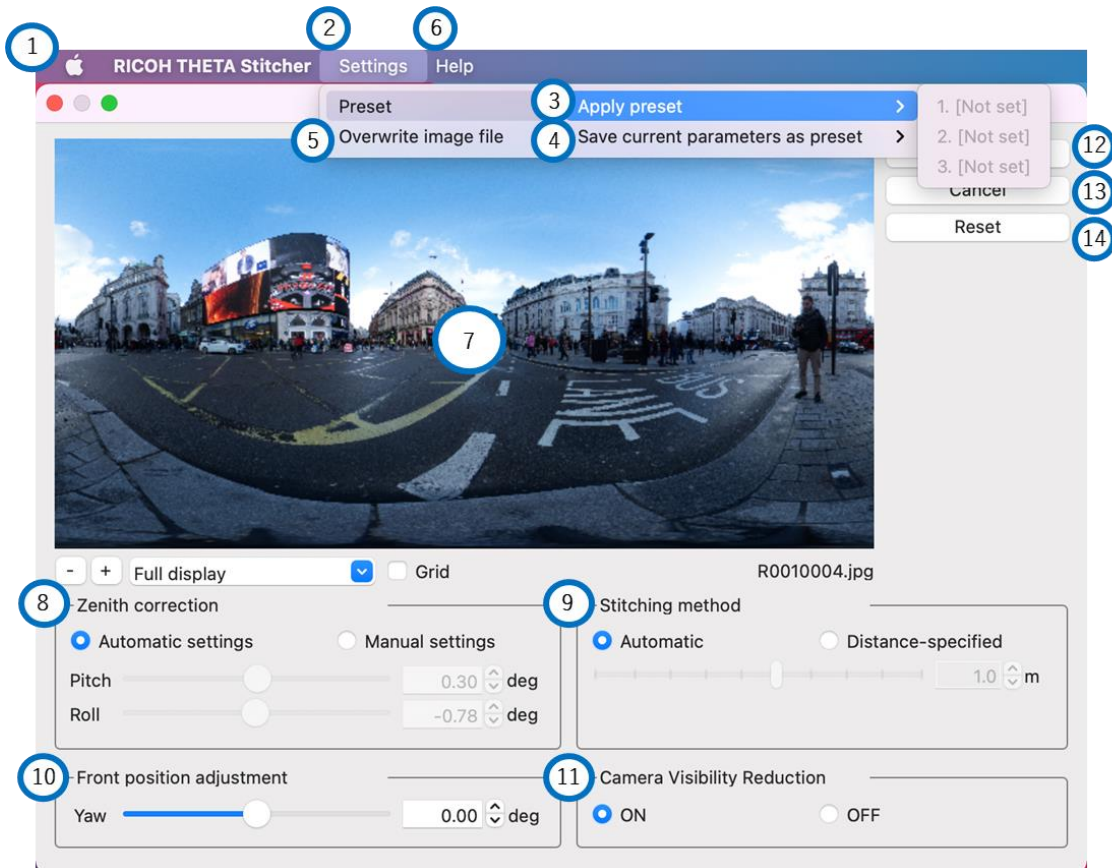 1
2
6
RICOH THETA Stitcher Settings Help
Preset
3
Apply preset
1. [Not set]
5
Overwrite image file
4
Save current parameters as preset
2. [Not set]
12
3. [Not set]
Cancel
13
Reset
14
7
BUS
LANE
- + Full display Grid R0010004.jpg
8
Zenith correction
Automatic settings Manual settings
Pitch 0.30 deg
Roll -0.78 deg
9
Stitching method
Automatic Distance-specified
1.0 m
10
Front position adjustment
Yaw 0.00 deg
11
Camera Visibility Reduction
ON OFF